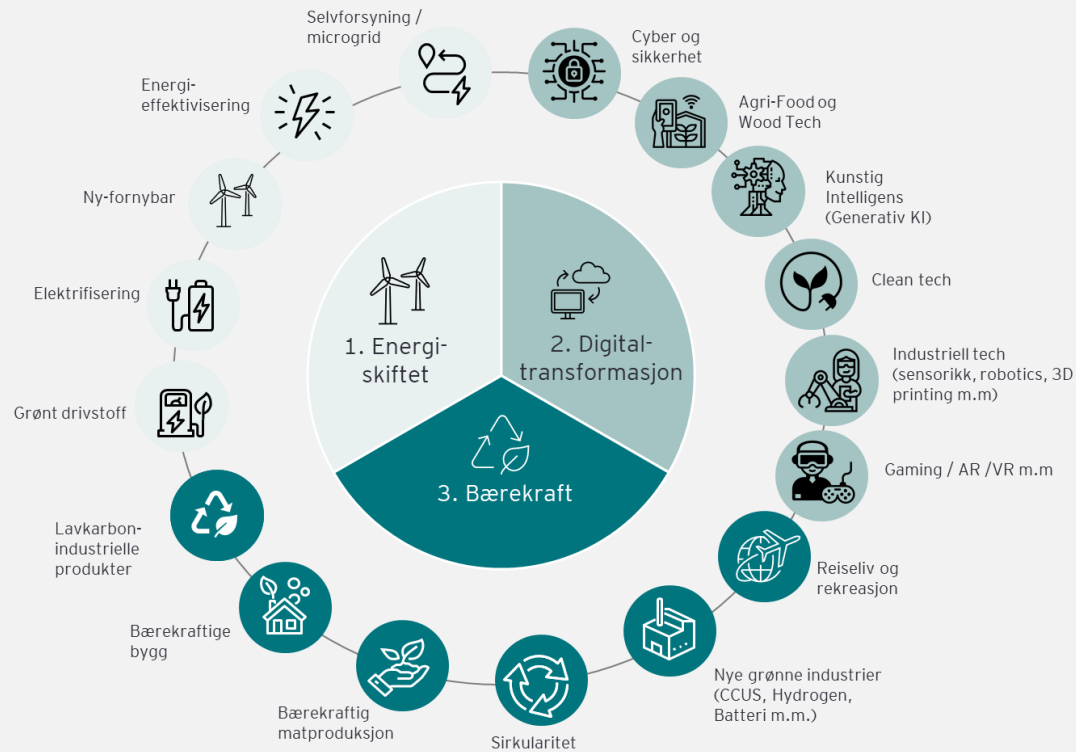 Selvforsyning /
microgrid
Cyber og
sikkerhet
Energi-
effektivisering
Agri-Food og
Wood Tech
Ny-fornybar
Kunstig
Intelligens
(Generativ KI)
Elektrifisering
Clean tech
1. Energi-
skiftet
2. Digital-
transformasjon
Industriell tech
(sensorikk, robotics, 3D
printing m.m)
Grønt drivstoff
3. Bærekraft
Gaming / AR /VR m.m
Lavkarbon-
industrielle
produkter
Reiseliv og
rekreasjon
Bærekraftige
bygg
Nye grønne industrier
(CCUS, Hydrogen,
Batteri m.m.)
Bærekraftig
matproduksjon
Sirkularitet